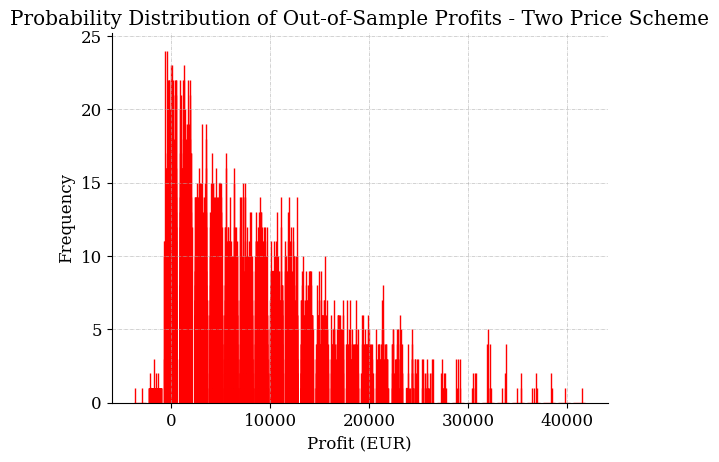 Probability Distribution of Out-of-Sample Profits - Two Price Scheme
25
20
15
10
5
0
Frequency
0 10000 20000 30000 40000
Profit (EUR)